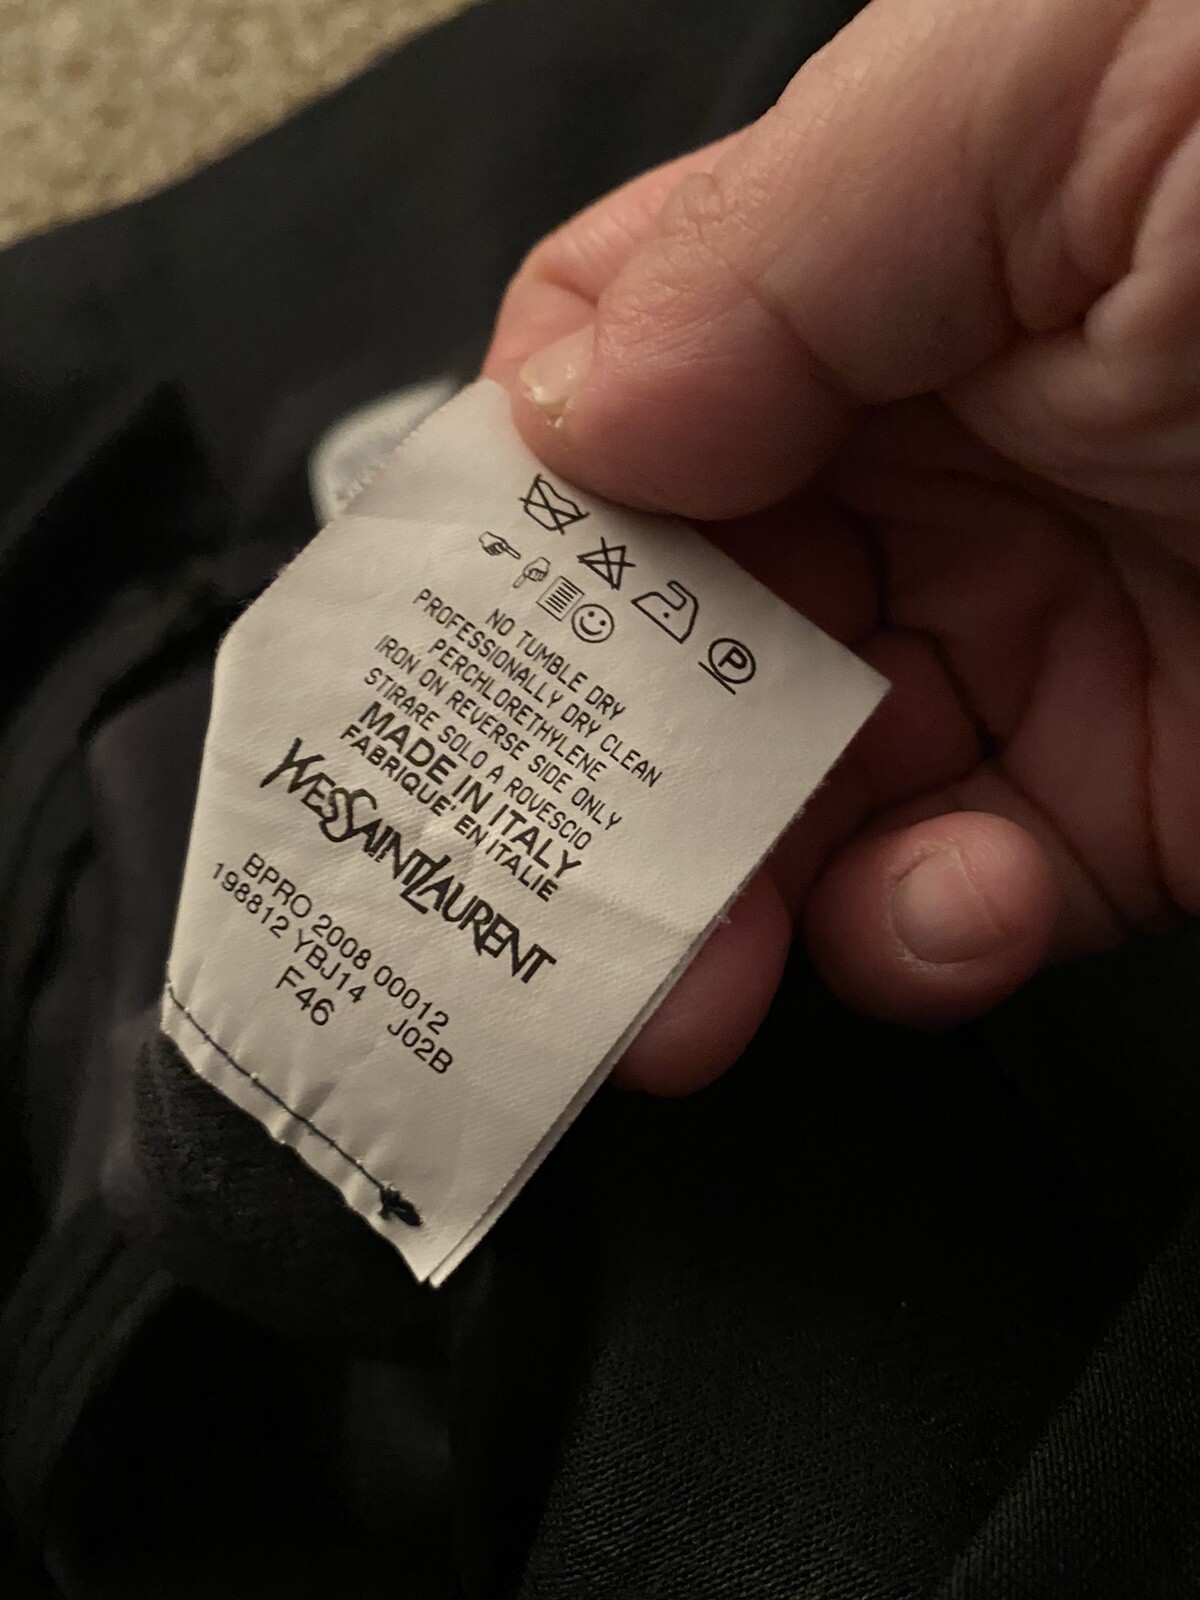 P
NO TUMBLE DRY
PROFESSIONALLY DRY CLEAN
PERCHLORETHYLENE
IRON ON REVERSE SIDE ONLY
STIRARE SOLO A ROVESCIO
MADE IN ITALY
FABRIQUE' EN ITALIE
YVESSAINTLAURENT
BPRO 2008 00012
198812 YBJ14 J02B
F46